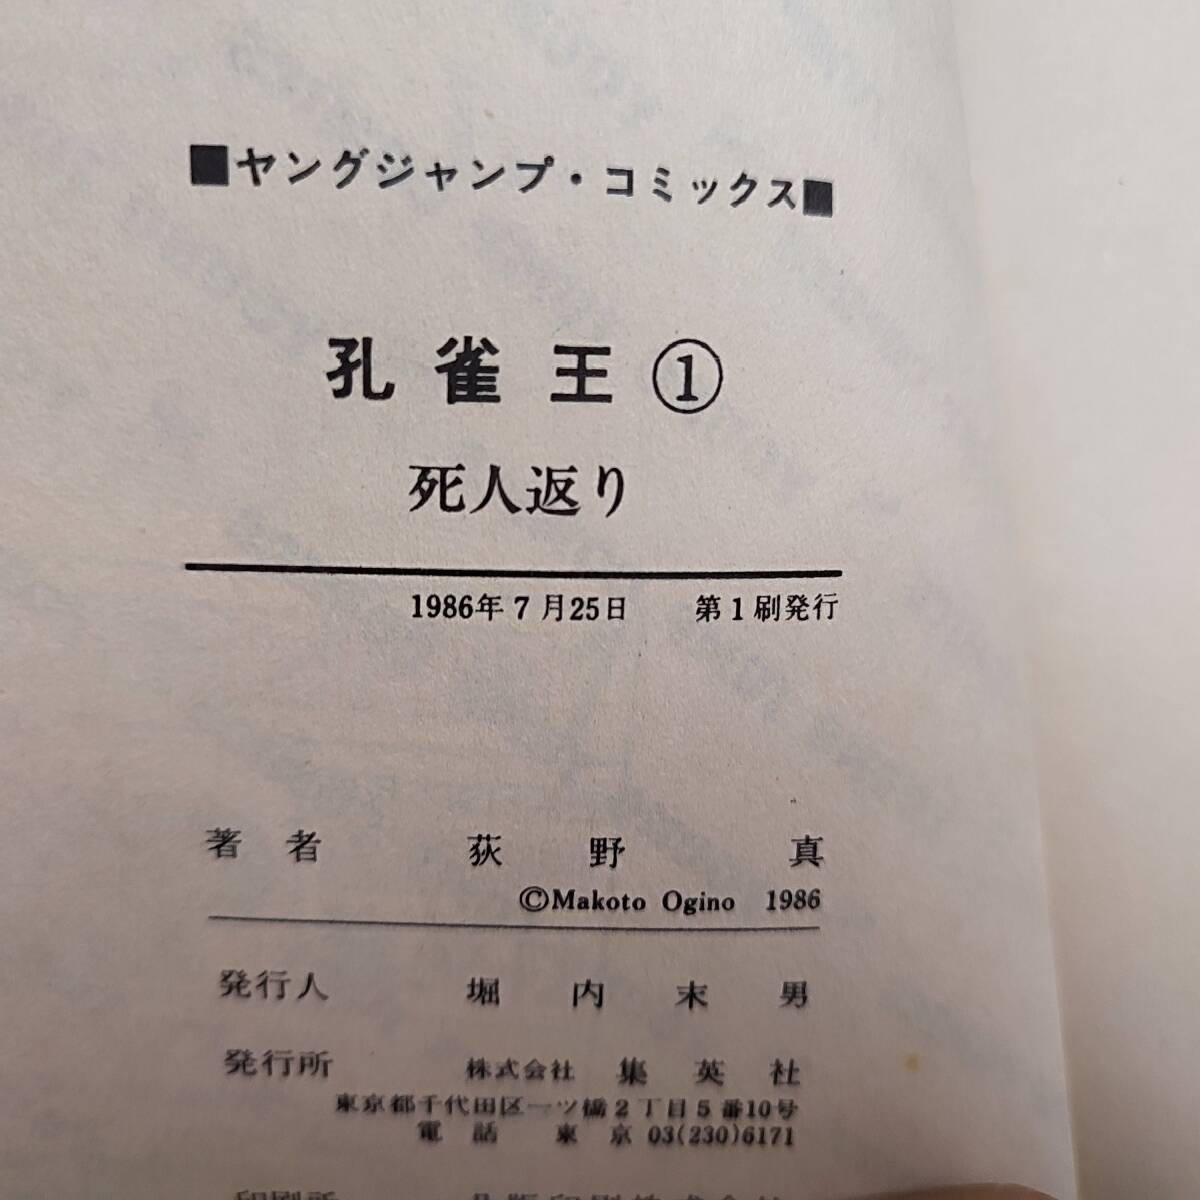 ■ヤングジャンプ・コミックス■
孔雀王①
死人返り
1986年7月25日 第1刷発行
著者 荻野 真
©Makoto Ogino 1986
発行人 堀内末男
発行所 株式会社 集英社
東京都千代田区一ツ橋2丁目5番10号
電話 東京 03(230)6171